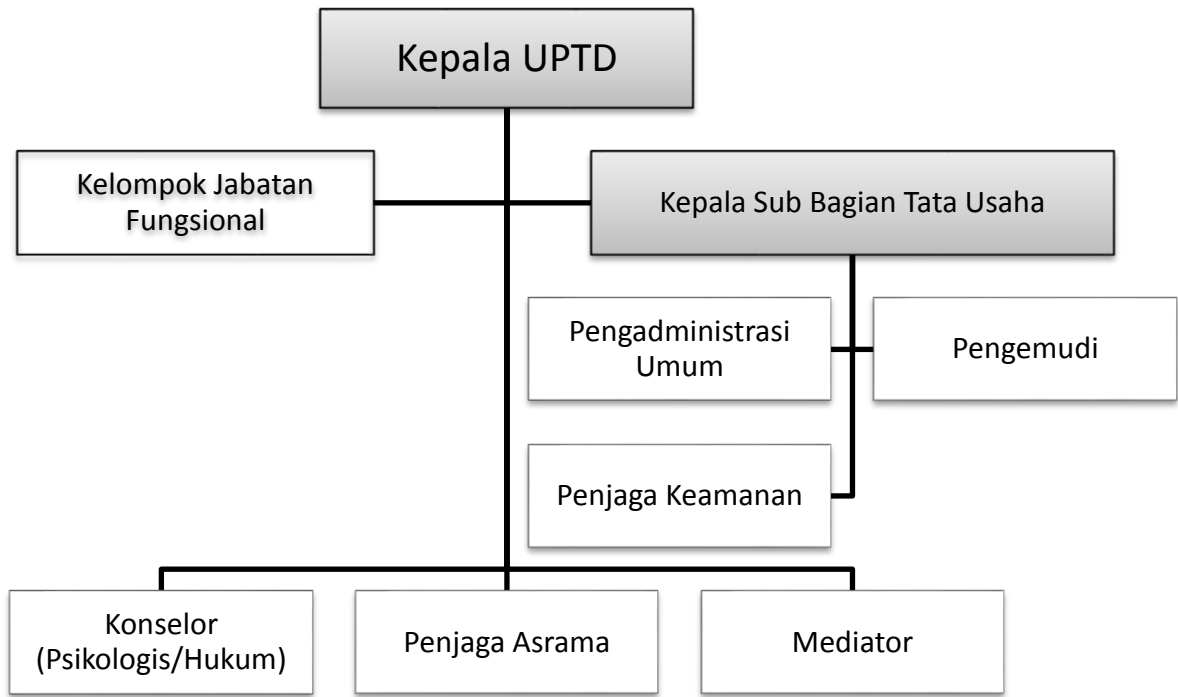 Kepala UPTD
Kelompok Jabatan
Fungsional
Kepala Sub Bagian Tata Usaha
Pengadministrasi
Umum
Pengemudi
Penjaga Keamanan
Konselor
(Psikologis/Hukum)
Penjaga Asrama
Mediator